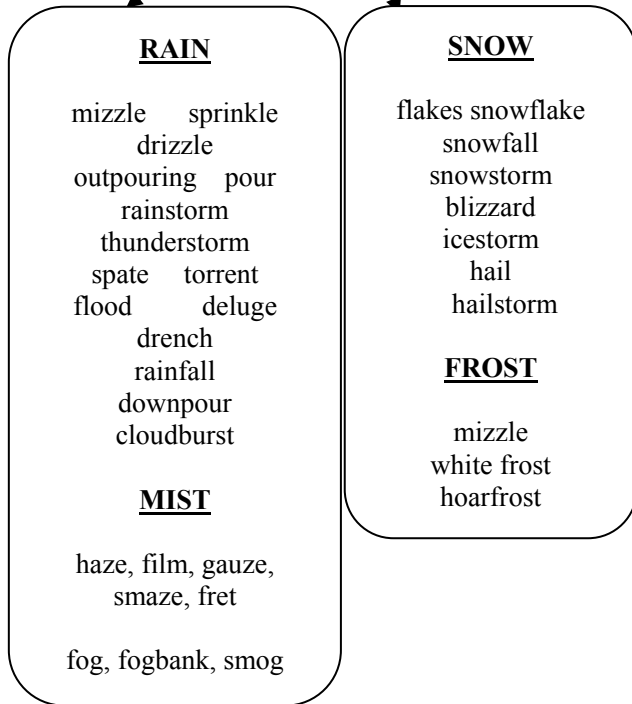 RAIN
mizzle sprinkle
drizzle
outpouring pour
rainstorm
thunderstorm
spate torrent
flood deluge
drench
rainfall
downpour
cloudburst
MIST
haze, film, gauze,
smaze, fret
fog, fogbank, smog
SNOW
flakes snowflake
snowfall
snowstorm
blizzard
icestorm
hail
hailstorm
FROST
mizzle
white frost
hoarfrost